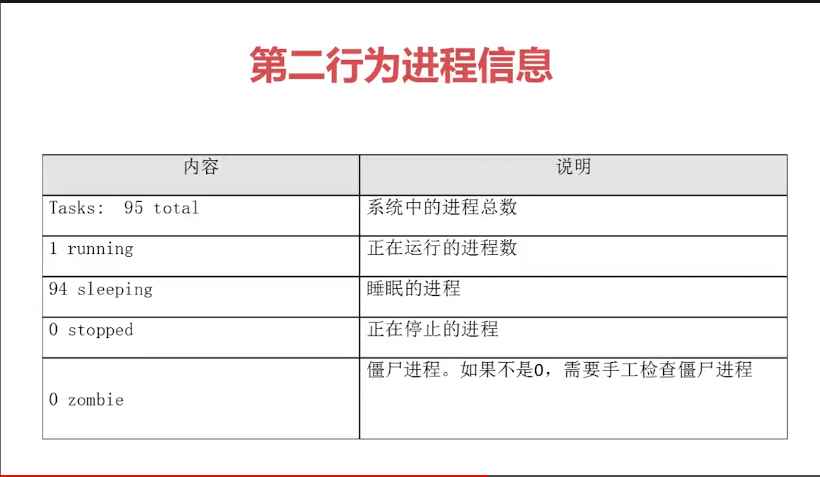 第二行为进程信息
内容 说明
Tasks: 95 total 系统中的进程总数
1 running 正在运行的进程数
94 sleeping 睡眠的进程
0 stopped 正在停止的进程
0 zombie 僵尸进程。如果不是0，需要手工检查僵尸进程